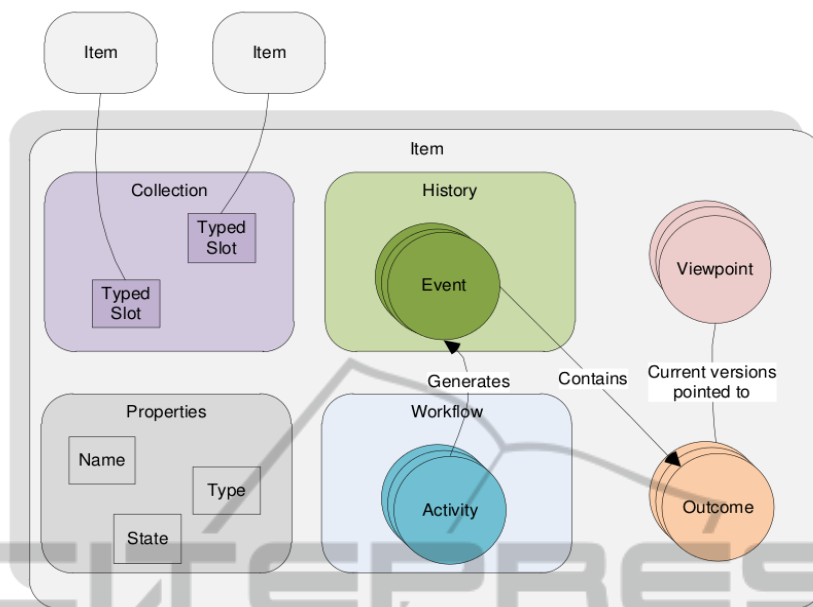 Item
Item
Item
Collection
History
Typed
Slot
Typed
Slot
Event
Viewpoint
Generates
Contains
Current versions
pointed to
Properties
Workflow
Name
Type
State
Activity
Outcome
SCITEPRESS